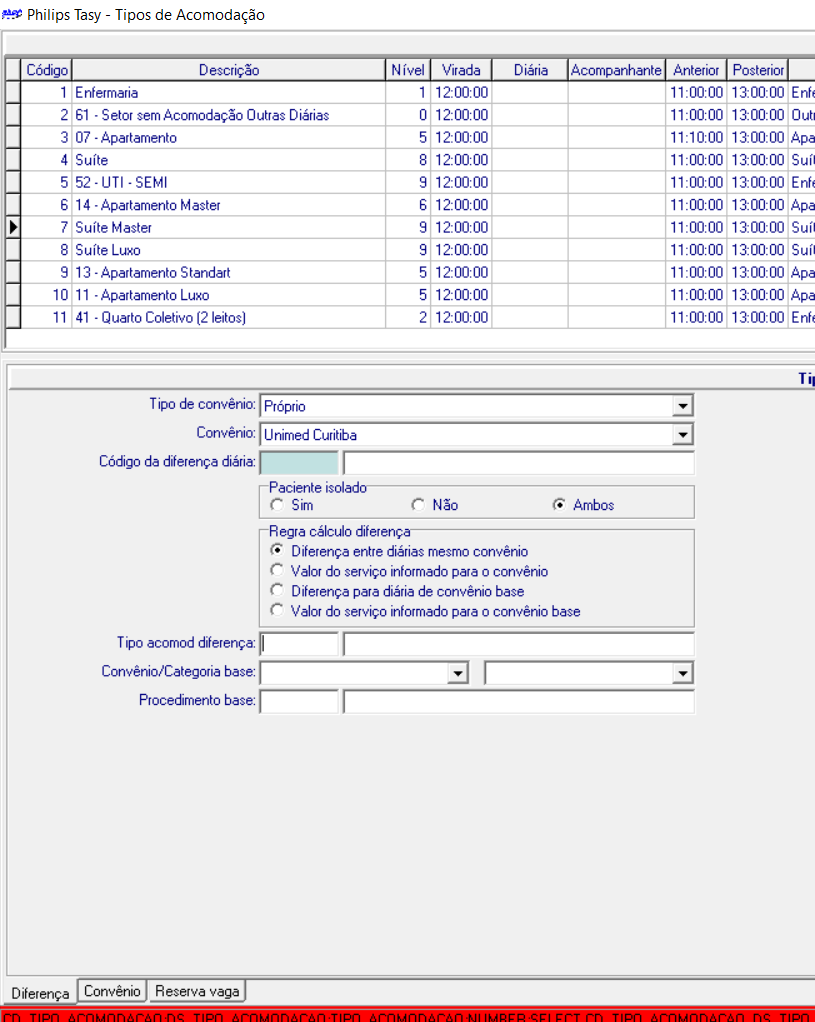 Philips Tasy - Tipos de Acomodação
Código Descrição Nível Virada Diária Acompanhante Anterior Posterior
1 Enfermaria 1 12:00:00 11:00:00 13:00:00 Enfe
2 61 - Setor sem Acomodação Outras Diárias 0 12:00:00 11:00:00 13:00:00 Outr
3 07 - Apartamento 5 12:00:00 11:10:00 13:00:00 Apa
4 Suíte 8 12:00:00 11:00:00 13:00:00 Suít
5 52 - UTI - SEMI 9 12:00:00 11:00:00 13:00:00 Enfe
6 14 - Apartamento Master 6 12:00:00 11:00:00 13:00:00 Apa
7 Suíte Master 9 12:00:00 11:00:00 13:00:00 Suít
8 Suíte Luxo 9 12:00:00 11:00:00 13:00:00 Suít
9 13 - Apartamento Standart 5 12:00:00 11:00:00 13:00:00 Apa
10 11 - Apartamento Luxo 5 12:00:00 11:00:00 13:00:00 Apa
11 41 - Quarto Coletivo (2 leitos) 2 12:00:00 11:00:00 13:00:00 Enfe
Tip
Tipo de convênio: Próprio
Convênio: Unimed Curitiba
Código da diferença diária:
Paciente isolado
Sim Não Ambos
Regra cálculo diferença
Diferença entre diárias mesmo convênio
Valor do serviço informado para o convênio
Diferença para diária de convênio base
Valor do serviço informado para o convênio base
Tipo acomod diferença:
Convênio/Categoria base:
Procedimento base:
Diferença Convênio Reserva vaga
CD_TIPO_ACOMODACAO;DS_TIPO_ACOMODACAO;TIPO_ACOMODACAO;NUMBER;SELECT CD_TIPO_ACOMODACAO, DS_TIPO